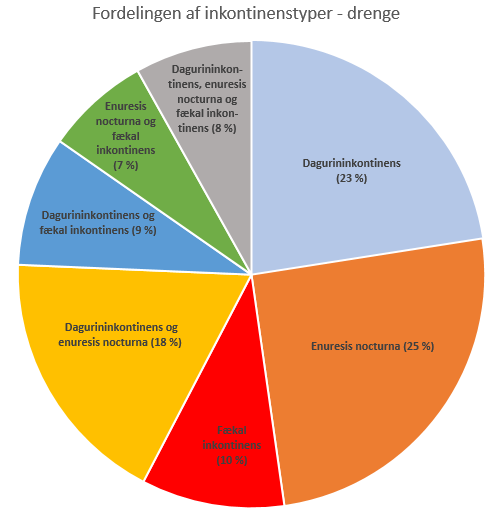 Fordelingen af inkontinenstyper - drenge
Dagurininkon-
tinens, enuresis
nocturna og
fækal inkon-
tinens (8 %)
Enuresis
nocturna og
fækal
inkontinens
(7 %)
Dagurininkontinens
(23 %)
Dagurininkontinens og
fækal inkontinens (9 %)
Dagurininkontinens og
enuresis nocturna (18 %)
Enuresis nocturna (25 %)
Fækal
inkontinens
(10 %)